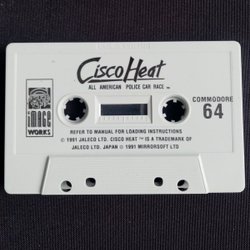 Cisco Heat
ALL AMERICAN POLICE CAR RACE ™
image
WORKS
COMMODORE
64
REFER TO MANUAL FOR LOADING INSTRUCTIONS
© 1991 JALECO LTD. CISCO HEAT ™ IS A TRADEMARK OF
JALECO LTD. JAPAN © 1991 MIRRORSOFT LTD